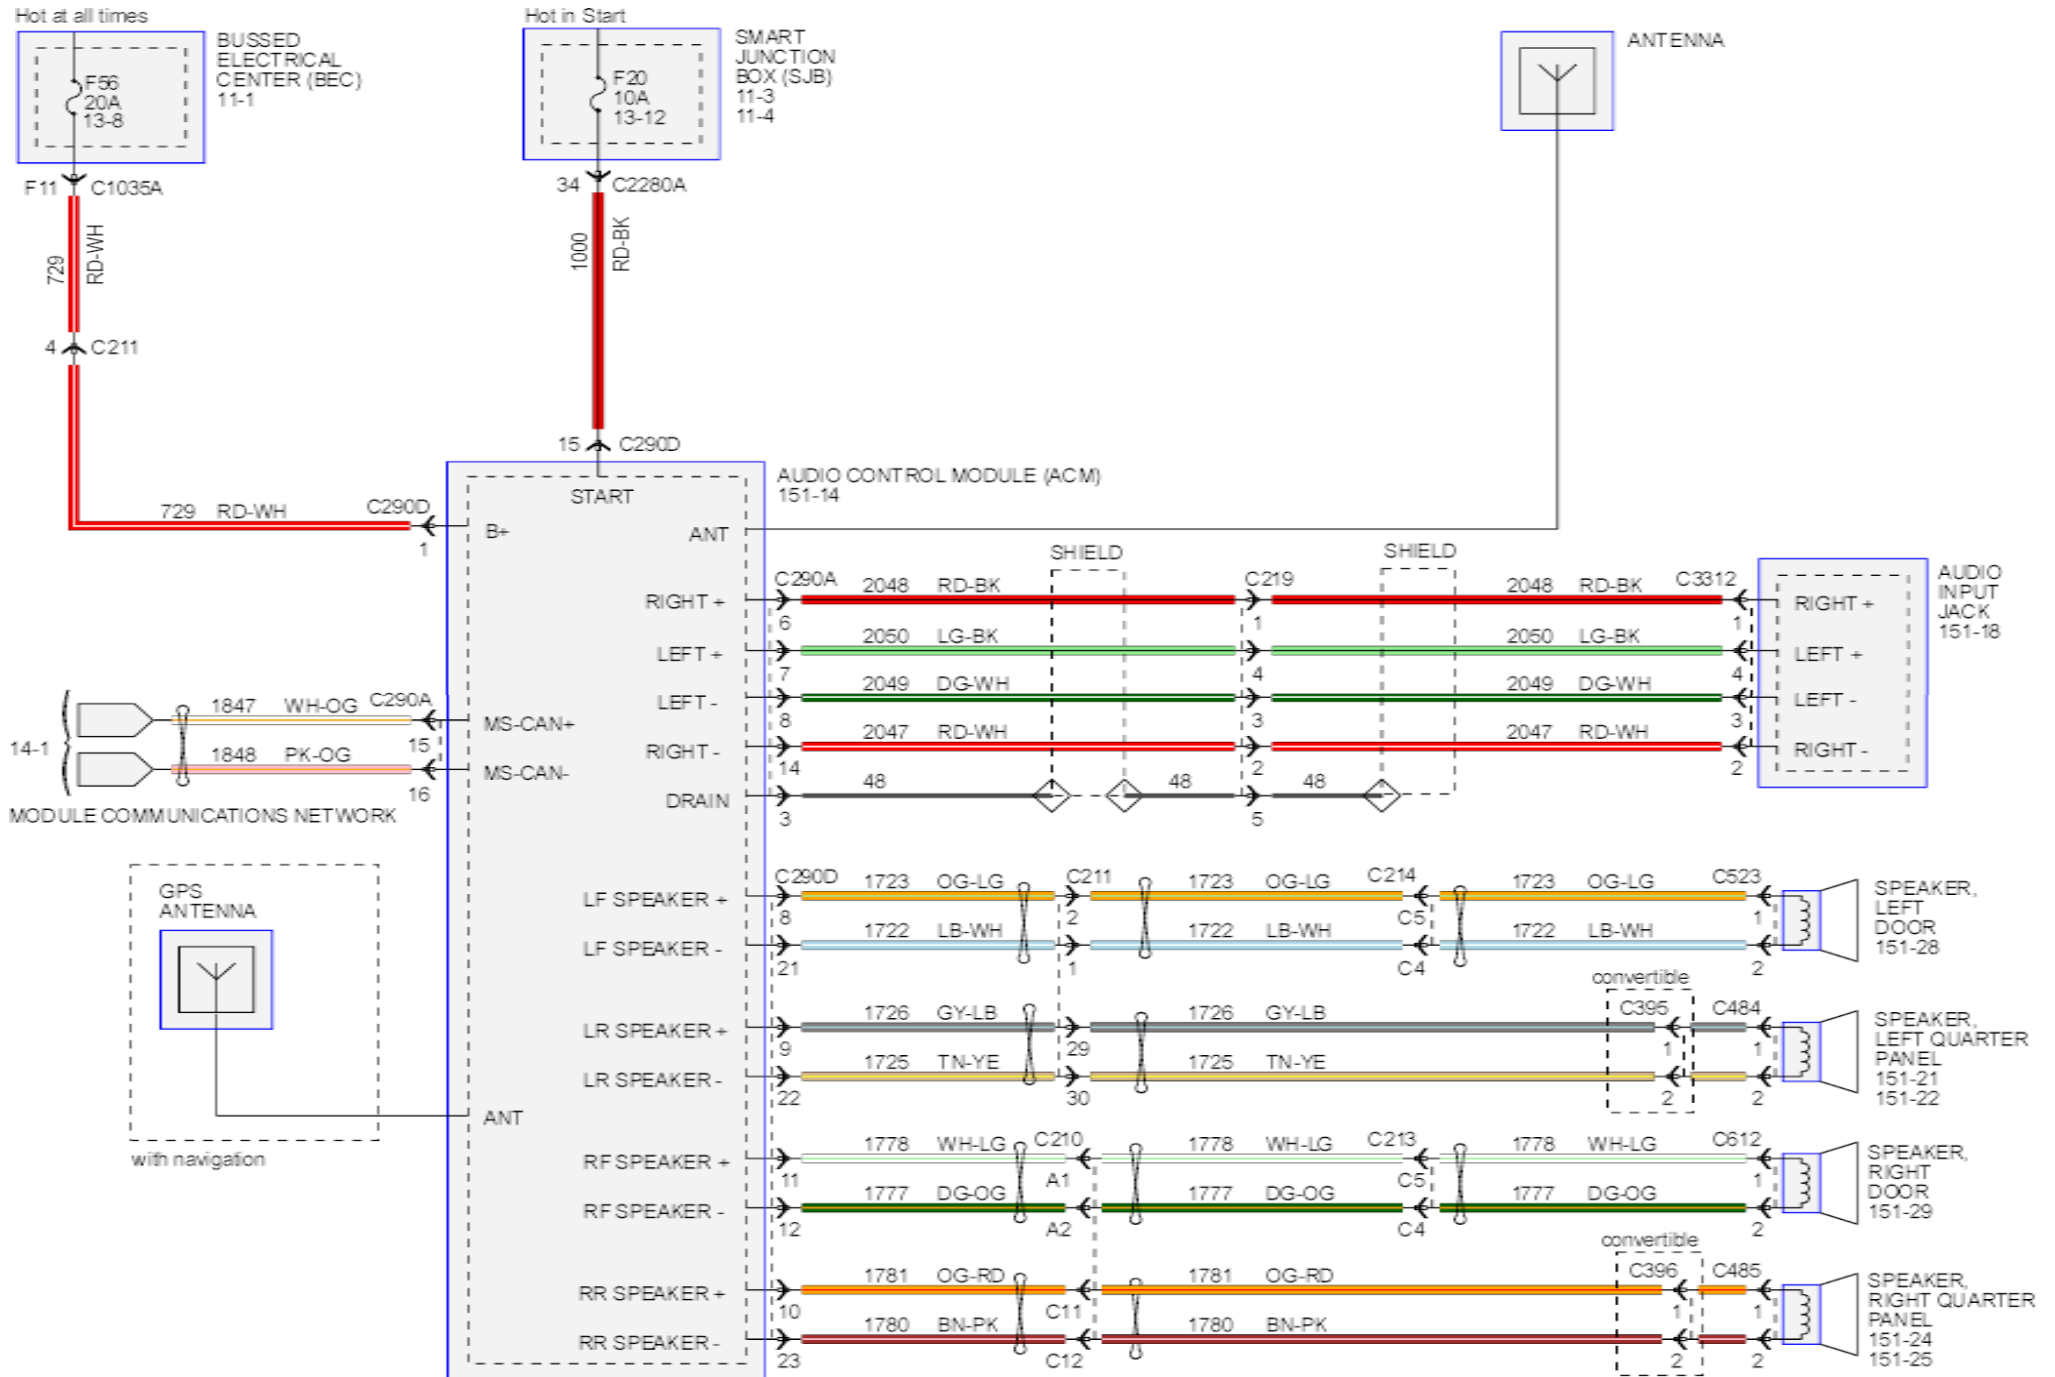 Hot at all times
BUSSED
ELECTRICAL
CENTER (BEC)
11-1
F56
20A
13-8
F11
C1035A
729
RD-WH
4
C211
729
RD-WH
C290D
1
Hot in Start
SMART
JUNCTION
BOX (SJB)
11-3
11-4
F20
10A
13-12
34
C2280A
1000
RD-BK
15
C290D
ANTENNA
AUDIO CONTROL MODULE (ACM)
151-14
START
B+
ANT
SHIELD
SHIELD
C290A
2048
RD-BK
C219
2048
RD-BK
C3312
RIGHT +
6
1
1
RIGHT +
2050
LG-BK
2050
LG-BK
LEFT +
7
4
4
LEFT +
2049
DG-WH
2049
DG-WH
LEFT -
8
3
3
LEFT -
2047
RD-WH
2047
RD-WH
RIGHT -
14
2
2
RIGHT -
DRAIN
3
48
48
48
5
AUDIO
INPUT
JACK
151-18
14-1
1847
WH-OG
C290A
15
MS-CAN+
1848
PK-OG
16
MS-CAN-
MODULE COMMUNICATIONS NETWORK
GPS
ANTENNA
ANT
with navigation
C290D
1723
OG-LG
C211
1723
OG-LG
C214
1723
OG-LG
C523
LF SPEAKER +
8
2
C5
1
1722
LB-WH
1722
LB-WH
1722
LB-WH
LF SPEAKER -
21
1
C4
2
SPEAKER,
LEFT
DOOR
151-28
convertible
1726
GY-LB
1726
GY-LB
C395
C484
LR SPEAKER +
9
29
1
1
1725
TN-YE
1725
TN-YE
LR SPEAKER -
22
30
2
2
SPEAKER,
LEFT QUARTER
PANEL
151-21
151-22
1778
WH-LG
C210
1778
WH-LG
C213
1778
WH-LG
C612
RF SPEAKER +
11
A1
C5
1
1777
DG-OG
1777
DG-OG
1777
DG-OG
RF SPEAKER -
12
A2
C4
2
SPEAKER,
RIGHT
DOOR
151-29
convertible
1781
OG-RD
1781
OG-RD
C396
C485
RR SPEAKER +
10
C11
1
1
1780
BN-PK
1780
BN-PK
RR SPEAKER -
23
C12
2
2
SPEAKER,
RIGHT QUARTER
PANEL
151-24
151-25